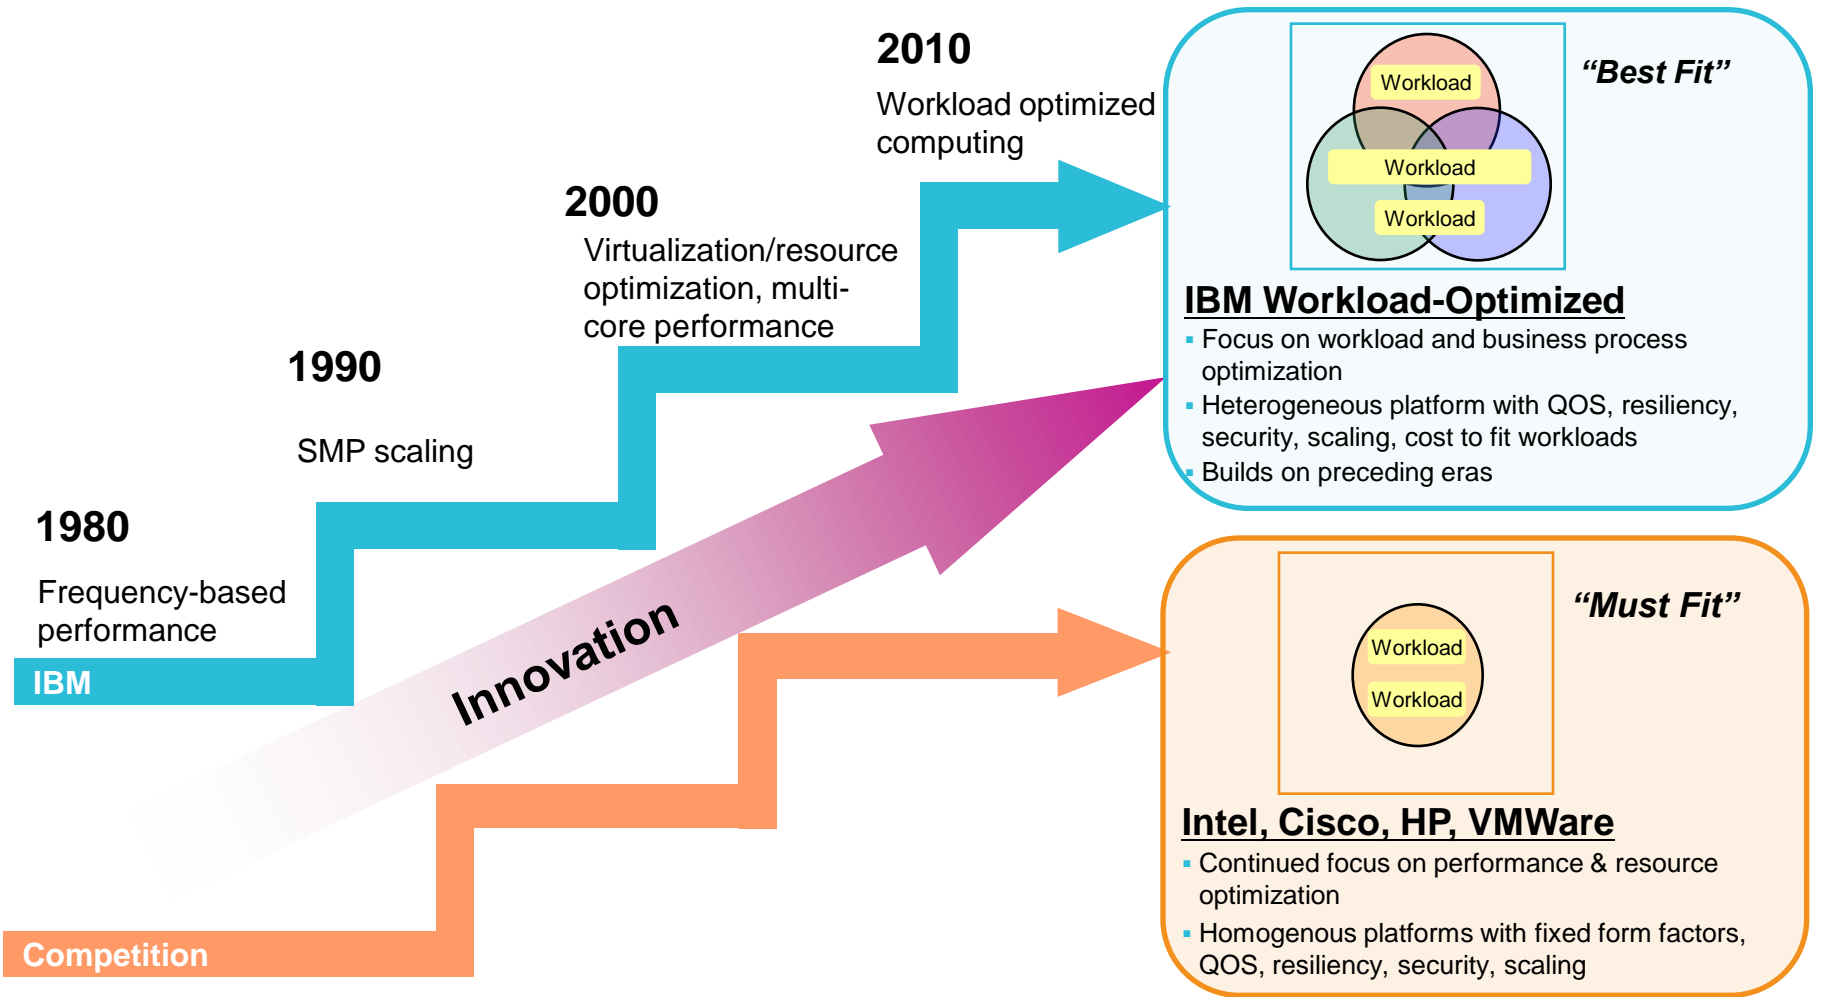 2010
Workload optimized
computing
2000
Virtualization/resource
optimization, multi-
core performance
1990
SMP scaling
1980
Frequency-based
performance
IBM
Innovation
Competition
“Best Fit”
Workload
Workload
Workload
IBM Workload-Optimized
▪ Focus on workload and business process
optimization
▪ Heterogeneous platform with QOS, resiliency,
security, scaling, cost to fit workloads
▪ Builds on preceding eras
“Must Fit”
Workload
Workload
Intel, Cisco, HP, VMWare
▪ Continued focus on performance & resource
optimization
▪ Homogenous platforms with fixed form factors,
QOS, resiliency, security, scaling